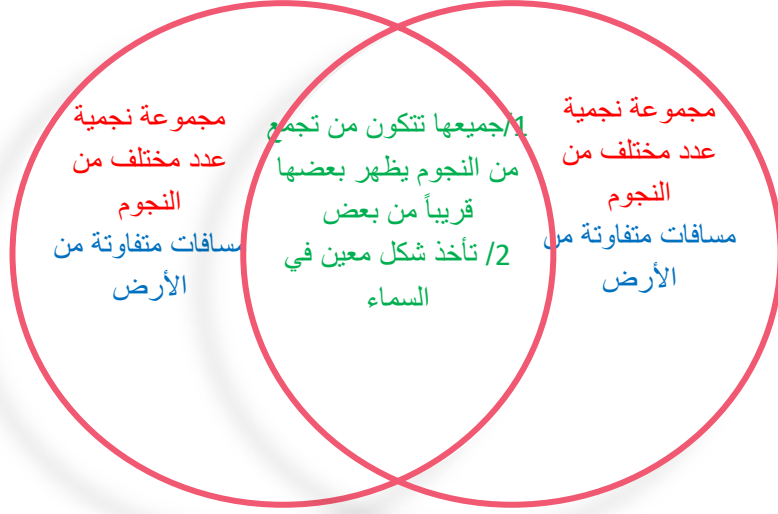 مجموعة نجمية
عدد مختلف من
النجوم
مسافات متفاوتة من
الأرض
1/جميعها تتكون من تجمع
من النجوم يظهر بعضها
قريباً من بعض
2/ تأخذ شكل معين في
السماء
مجموعة نجمية
عدد مختلف من
النجوم
مسافات متفاوتة من
الأرض